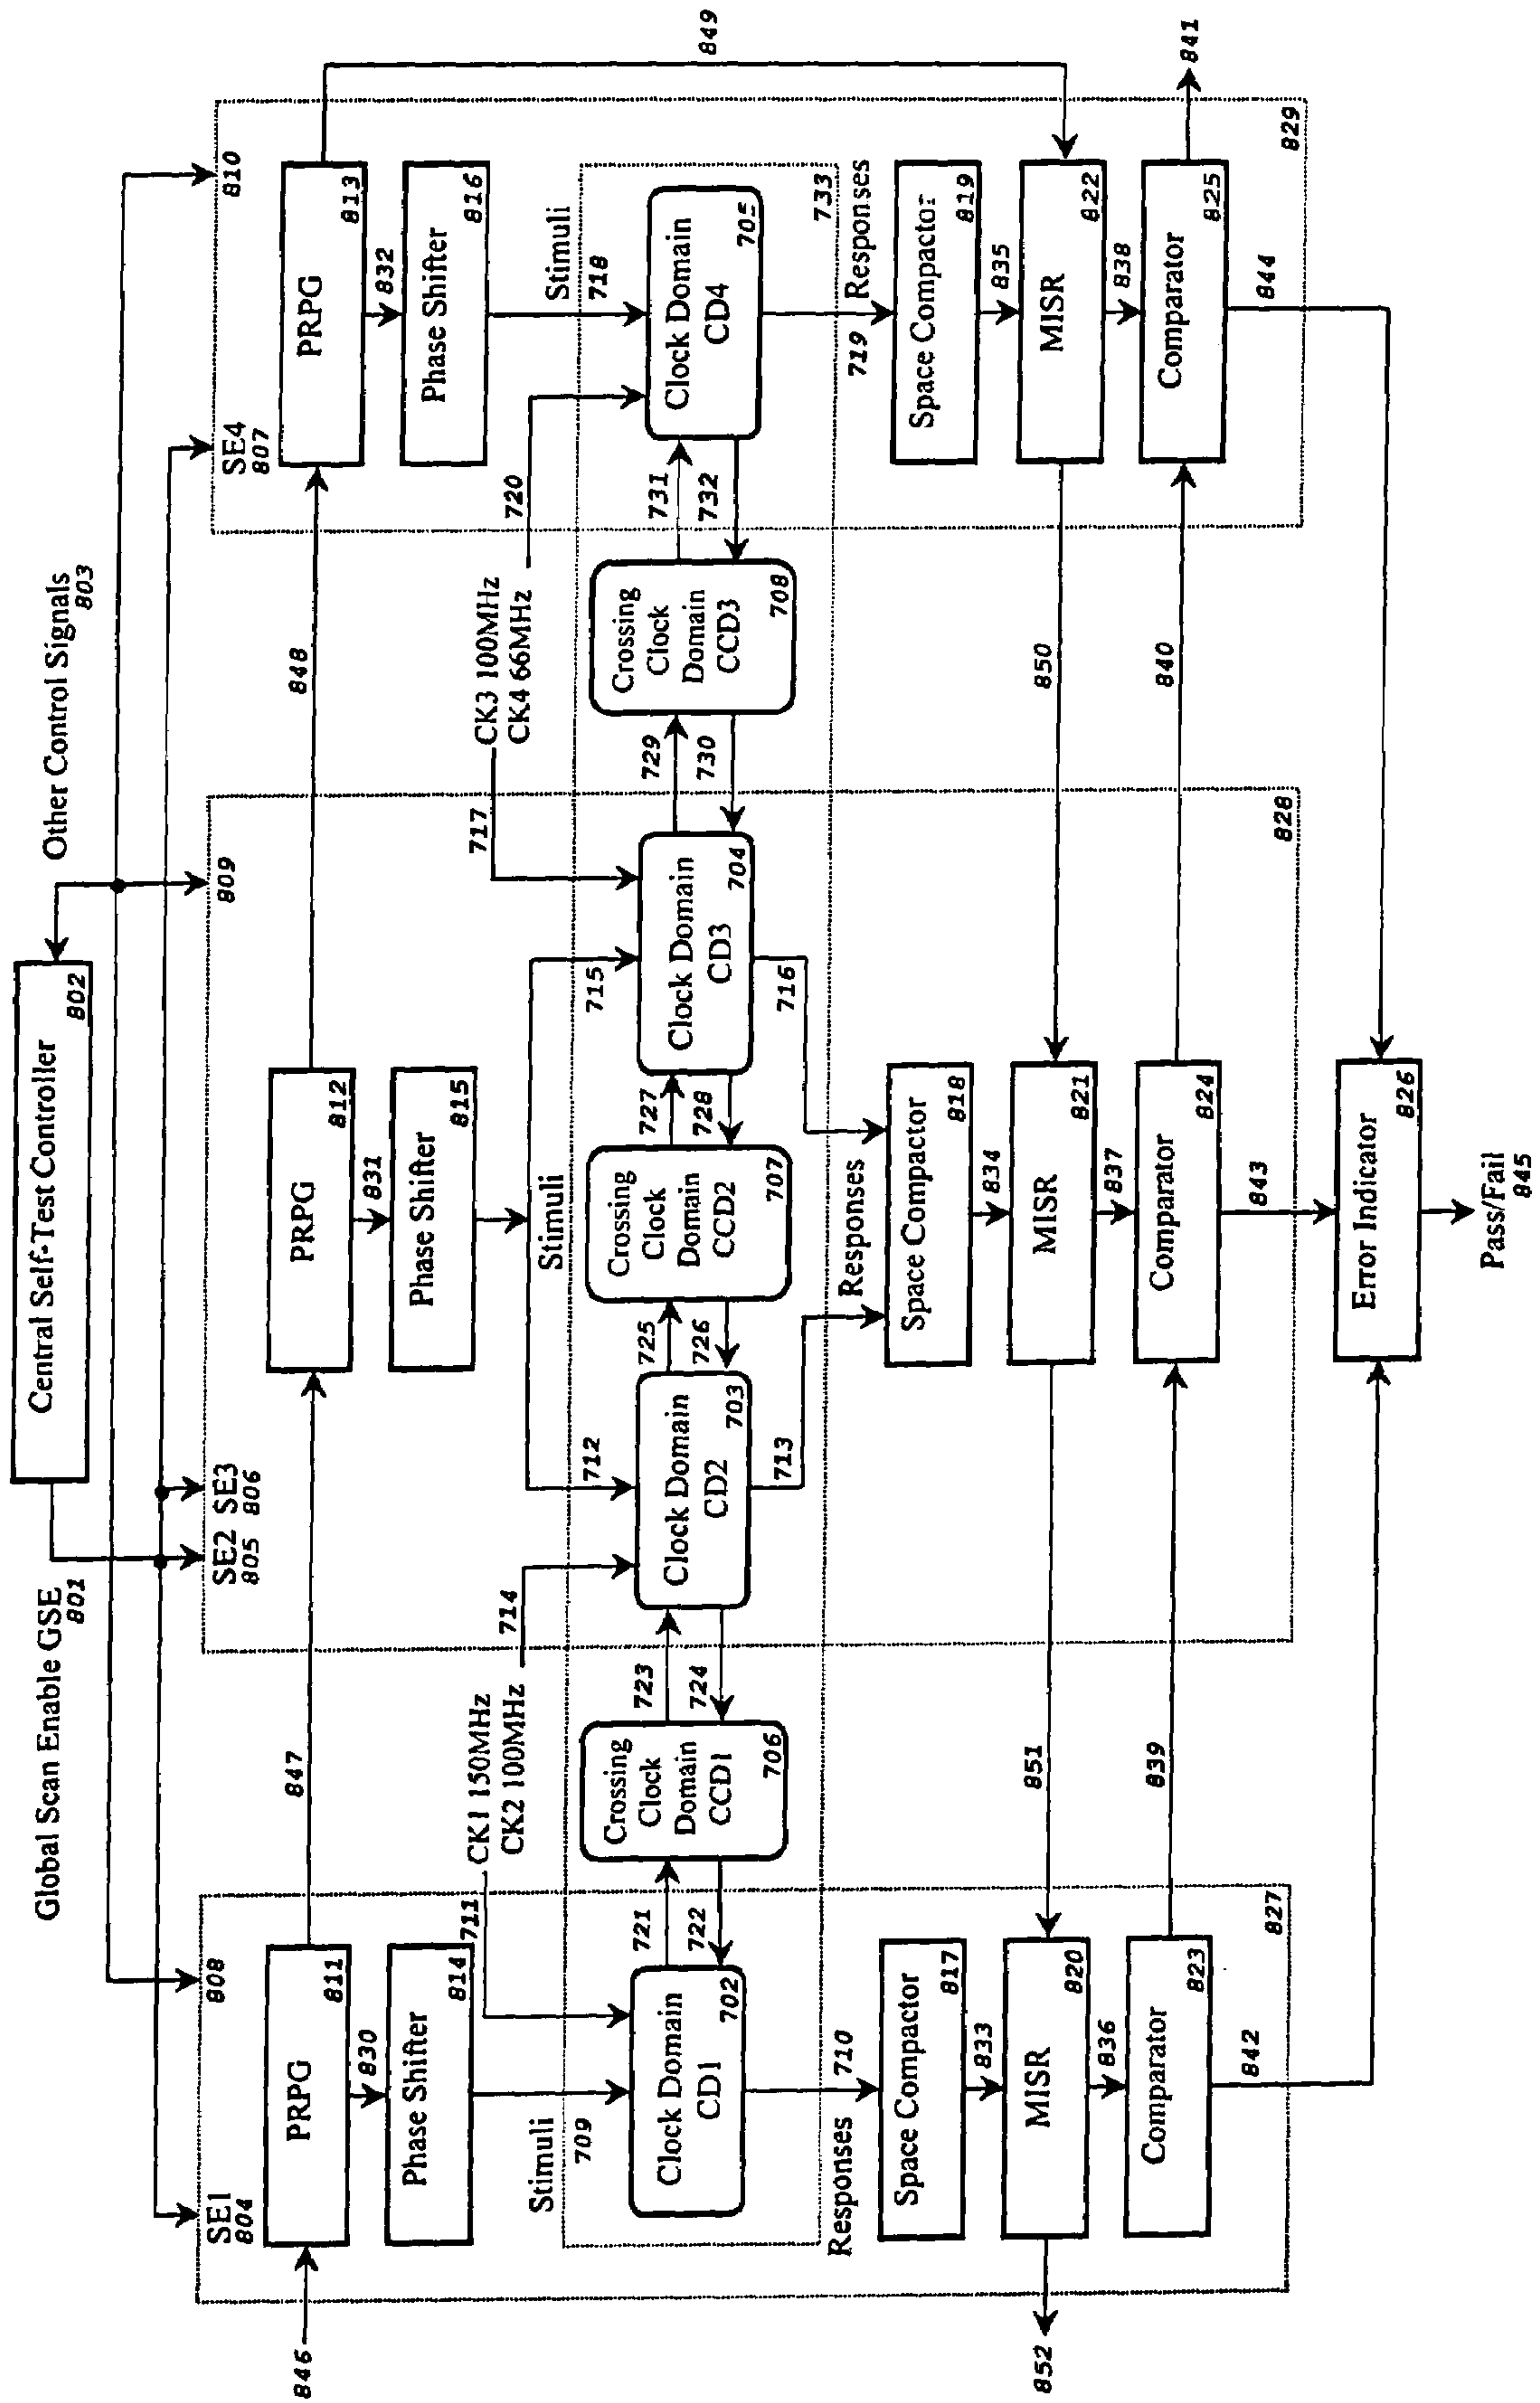 Central Self-Test Controller
802
Global Scan Enable GSE
801
Other Control Signals
803
SE1
804
808
SE2
805
SE3
806
809
SE4
807
810
846
PRPG
811
847
PRPG
812
848
PRPG
813
849
830
831
832
Phase Shifter
814
Phase Shifter
815
Phase Shifter
816
711
CK1 150MHz
CK2 100MHz
714
717
CK3 100MHz
CK4 66MHz
720
Stimuli
709
Stimuli
712
715
Stimuli
718
Clock Domain
CD1
702
721
722
Crossing
Clock
Domain
CCD1
706
723
724
Clock Domain
CD2
703
725
726
Crossing
Clock
Domain
CCD2
707
727
728
Clock Domain
CD3
704
729
730
Crossing
Clock
Domain
CCD3
708
731
732
Clock Domain
CD4
705
733
Responses
710
713
Responses
716
719
Responses
Space Compactor
817
Space Compactor
818
Space Compactor
819
833
834
835
MISR
820
851
MISR
821
850
MISR
822
852
836
837
838
Comparator
823
839
Comparator
824
840
Comparator
825
841
842
827
843
828
844
829
Error Indicator
826
Pass/Fail
845